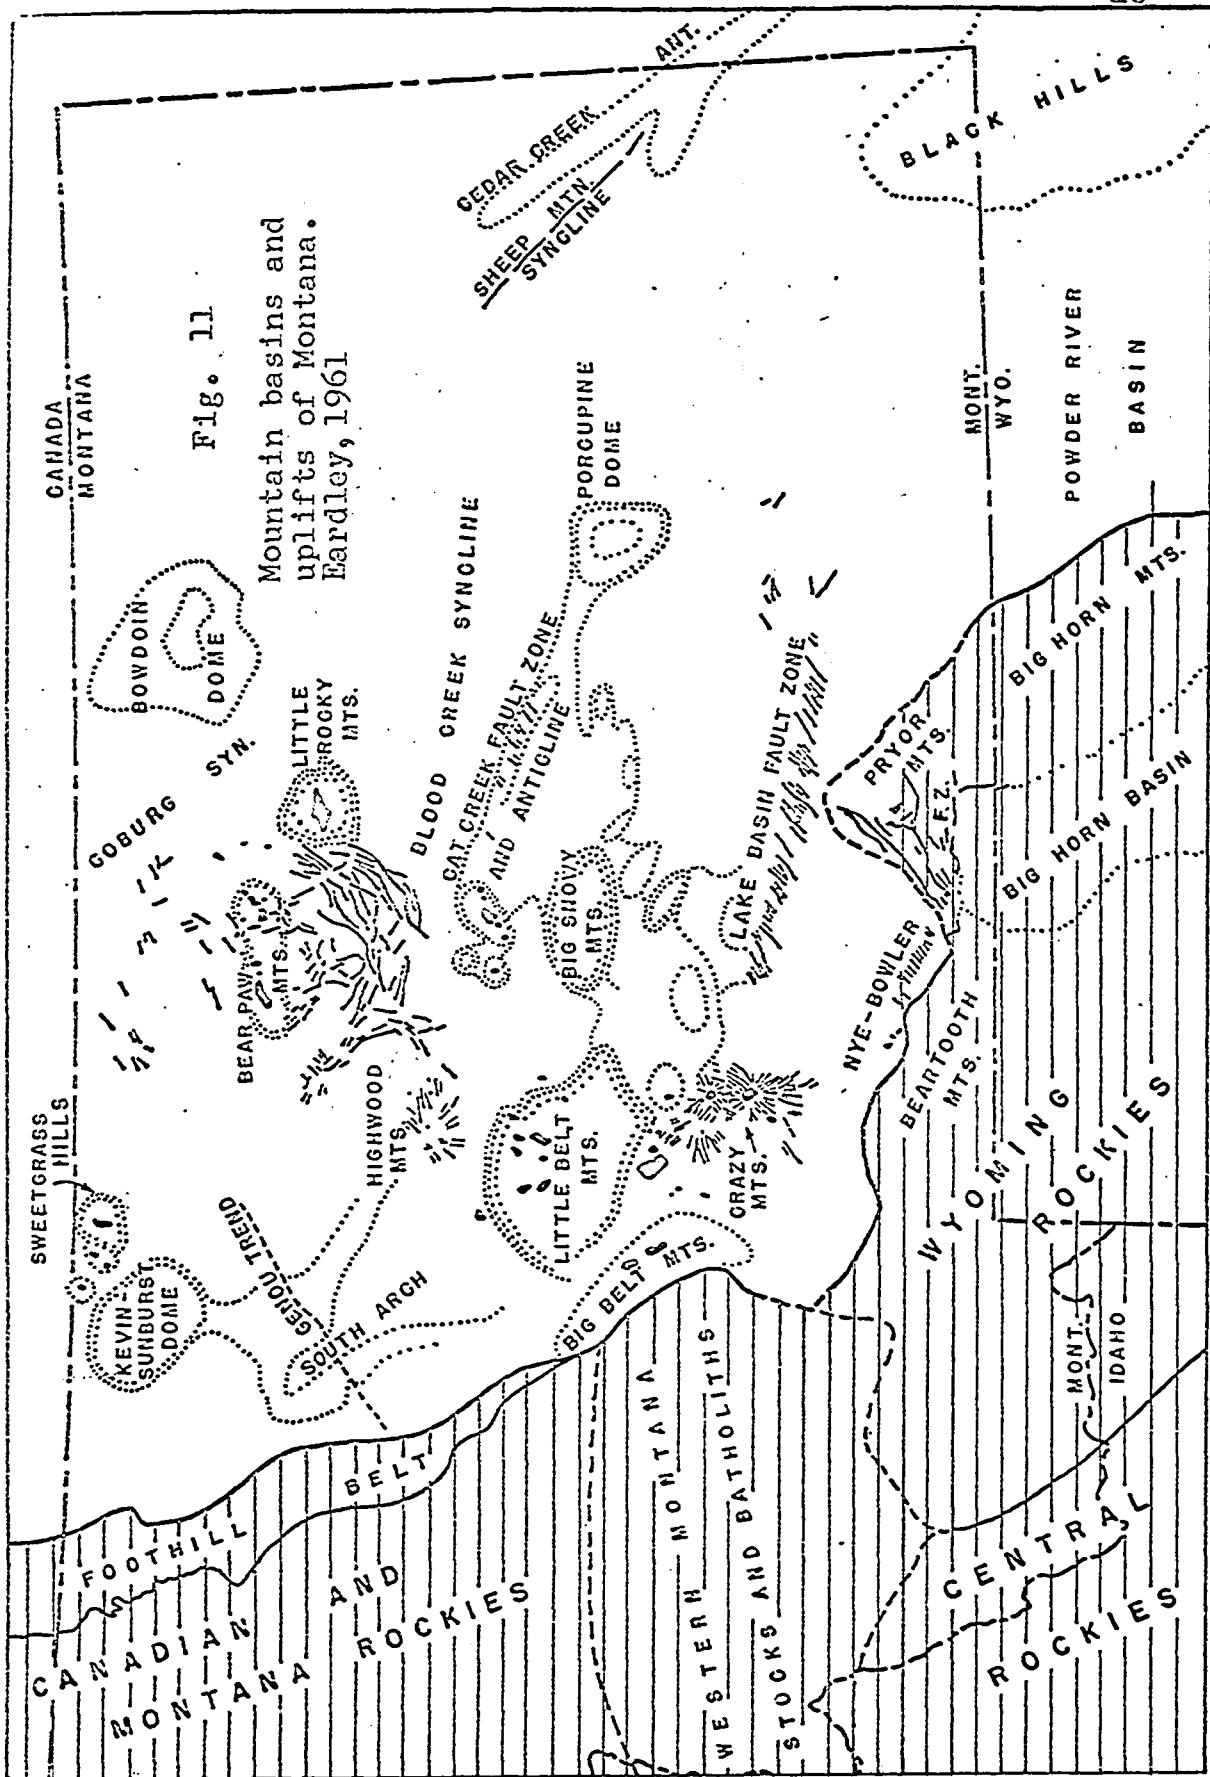 Fig. 11
Mountain basins and
uplifts of Montana.
Eardley, 1961
CANADA
MONTANA
SWEETGRASS
HILLS
KEVIN-
SUNBURST
DOME
GENOU TREND
SOUTH ARCH
FOOTHILL
BELT
CANADIAN
AND
MONTANA
ROCKIES
BEARPAW
MTS.
HIGHWOOD
MTS.
COBURG
SYN.
BOWDOIN
DOME
LITTLE
ROCKY
MTS.
BLOOD CREEK SYNCLINE
CAT CREEK FAULT ZONE
AND ANTICLINE
PORCUPINE
DOME
CEDAR CREEK ANT.
SHEEP MTN.
SYNCLINE
BLACK HILLS
LITTLE BELT
MTS.
BIG SNOWY
MTS.
BIG BELT MTS.
CRAZY
MTS.
LAKE BASIN FAULT ZONE
NYE-BOWLER
F. Z.
PRYOR
MTS.
BEARTOOTH
MTS.
BIG HORN MTS.
BIG HORN BASIN
MONT.
WYO.
POWDER RIVER
BASIN
WYOMING
ROCKIES
WESTERN MONTANA
STOCKS AND BATHOLITHS
MONT.
IDAHO
CENTRAL
ROCKIES